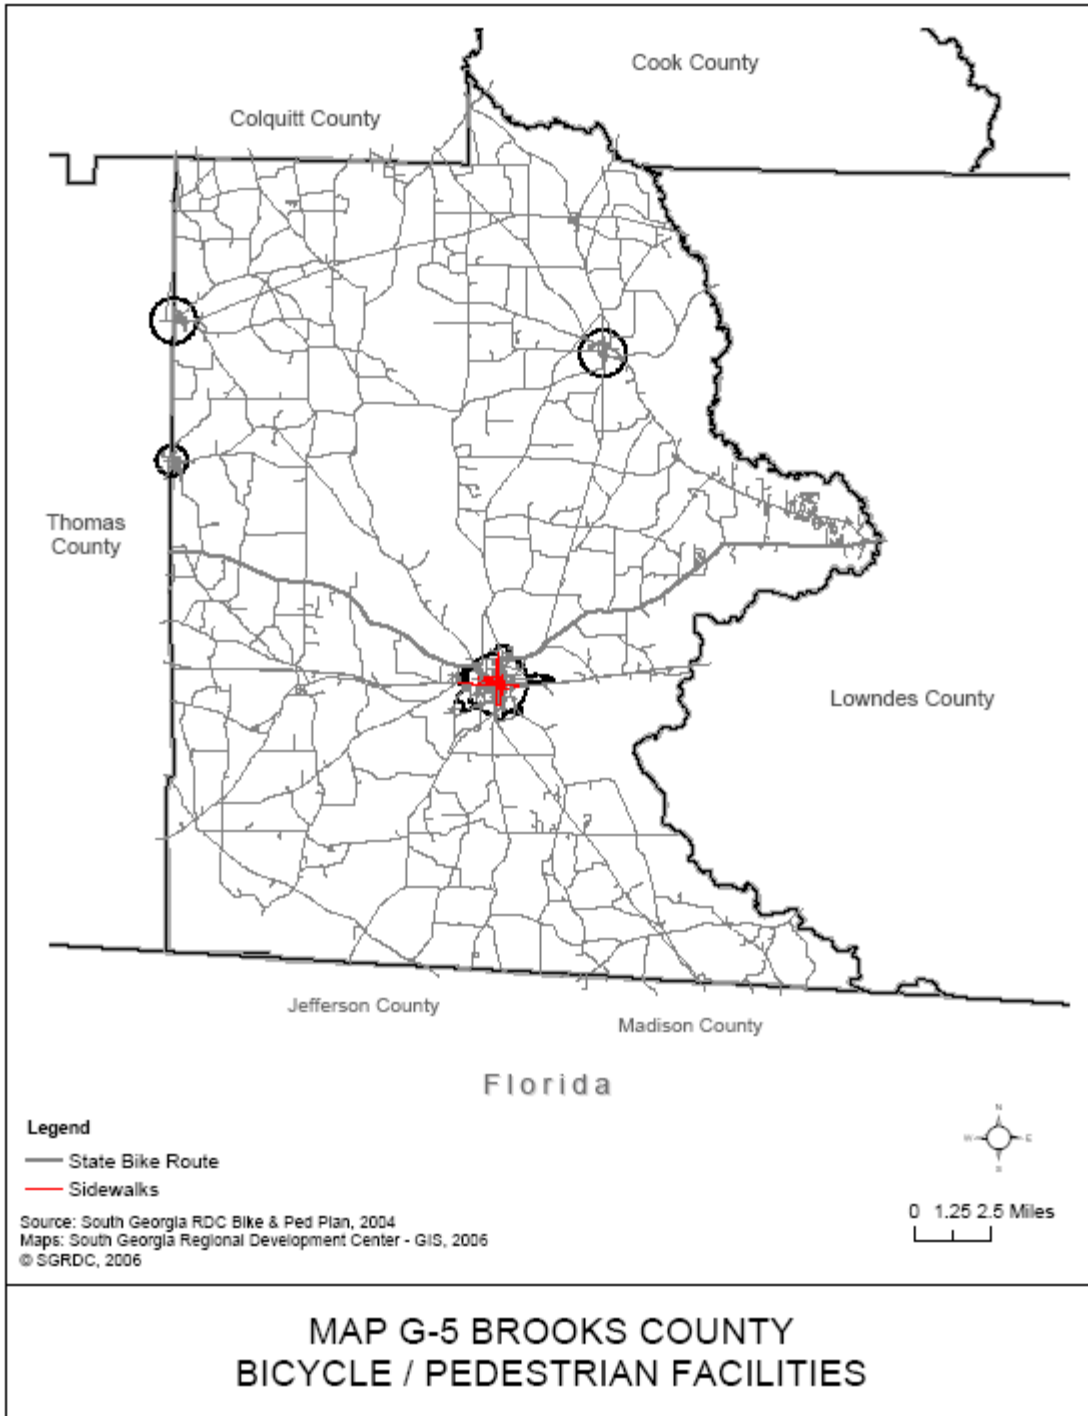 Cook County
Colquitt County
Thomas
County
Lowndes County
Jefferson County
Madison County
Florida
Legend
State Bike Route
Sidewalks
N
W E
S
Source: South Georgia RDC Bike & Ped Plan, 2004
Maps: South Georgia Regional Development Center - GIS, 2006
© SGRDC, 2006
0 1.25 2.5 Miles
MAP G-5 BROOKS COUNTY
BICYCLE / PEDESTRIAN FACILITIES